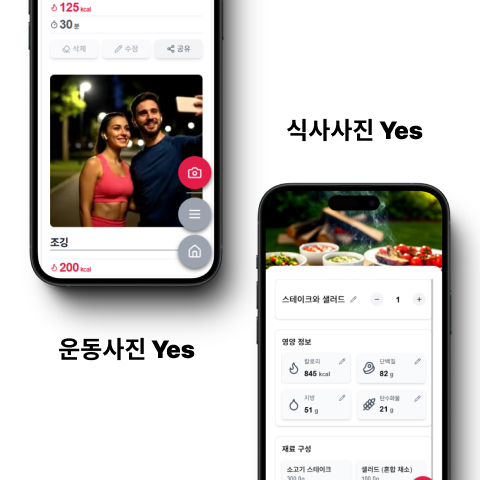 125 kcal
30 분
삭제 수정 공유
조깅
200 kcal
운동사진 Yes
식사사진 Yes
스테이크와 샐러드 1
영양 정보
칼로리 단백질
845 kcal 82 g
지방 탄수화물
51 g 21 g
재료 구성
소고기 스테이크 샐러드 (혼합 채소)